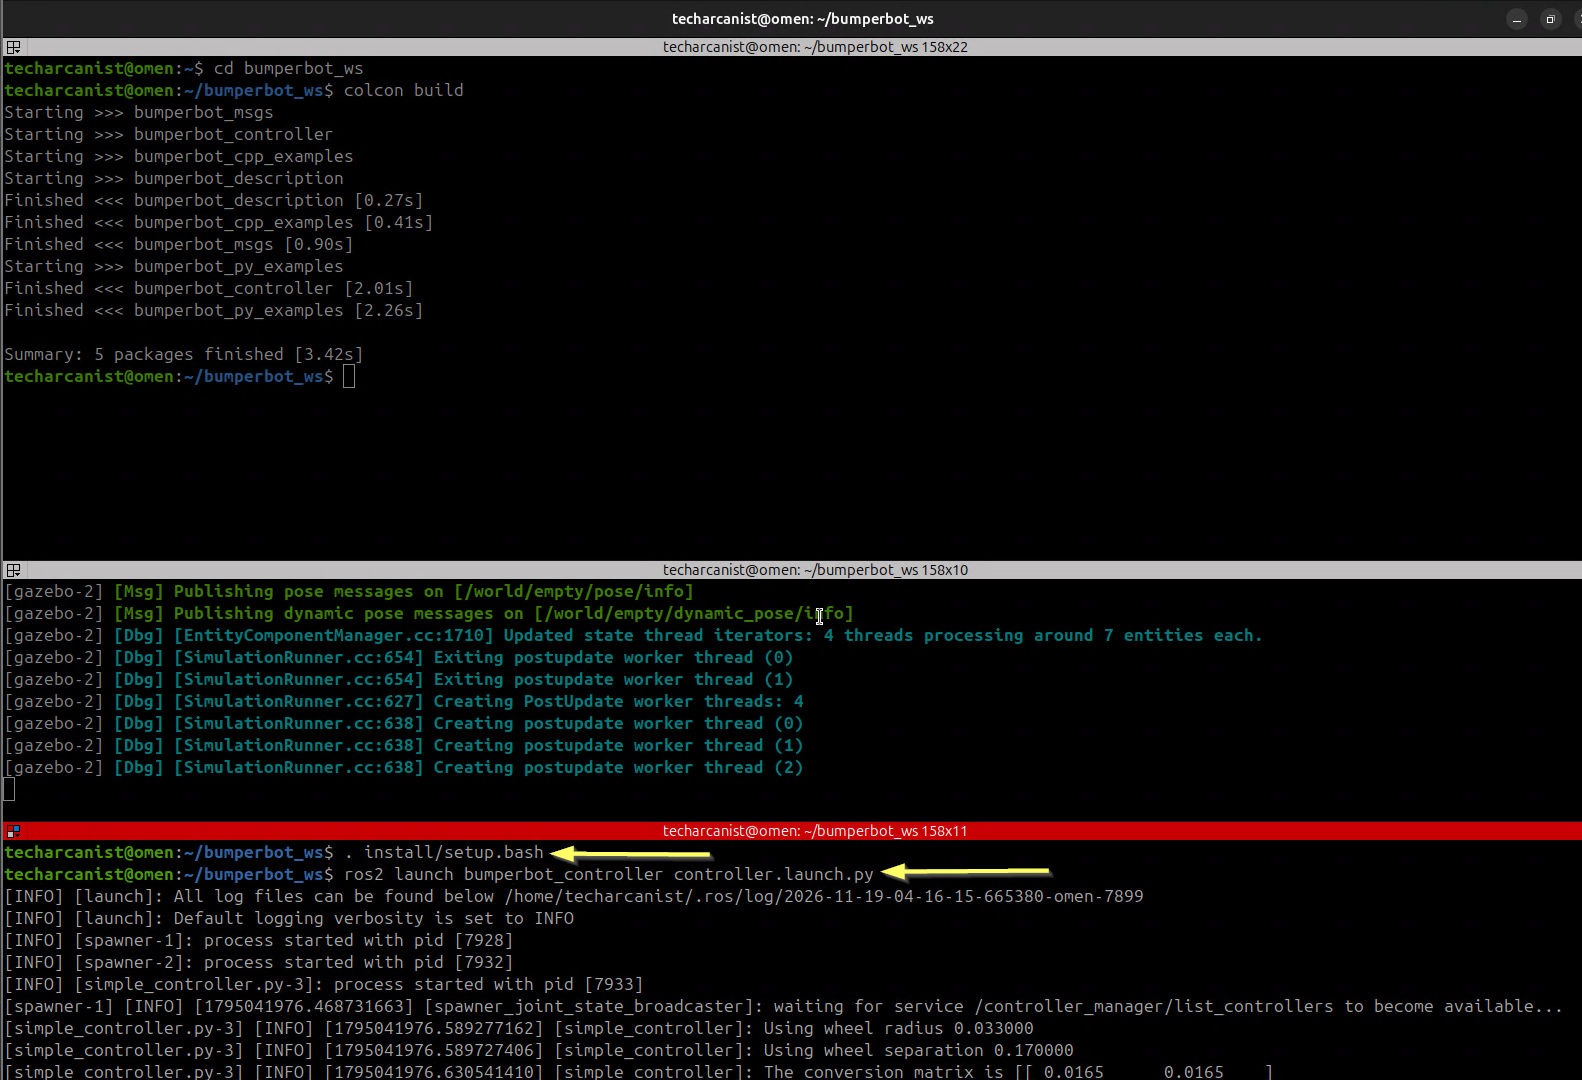 techarcanist@omen: ~/bumperbot_ws
techarcanist@omen: ~/bumperbot_ws 158x22
techarcanist@omen:~$ cd bumperbot_ws
techarcanist@omen:~/bumperbot_ws$ colcon build
Starting >>> bumperbot_msgs
Starting >>> bumperbot_controller
Starting >>> bumperbot_cpp_examples
Starting >>> bumperbot_description
Finished <<< bumperbot_description [0.27s]
Finished <<< bumperbot_cpp_examples [0.41s]
Finished <<< bumperbot_msgs [0.90s]
Starting >>> bumperbot_py_examples
Finished <<< bumperbot_controller [2.01s]
Finished <<< bumperbot_py_examples [2.26s]
Summary: 5 packages finished [3.42s]
techarcanist@omen:~/bumperbot_ws$
techarcanist@omen: ~/bumperbot_ws 158x10
[gazebo-2] [Msg] Publishing pose messages on [/world/empty/pose/info]
[gazebo-2] [Msg] Publishing dynamic pose messages on [/world/empty/dynamic_pose/info]
[gazebo-2] [Dbg] [EntityComponentManager.cc:1710] Updated state thread iterators: 4 threads processing around 7 entities each.
[gazebo-2] [Dbg] [SimulationRunner.cc:654] Exiting postupdate worker thread (0)
[gazebo-2] [Dbg] [SimulationRunner.cc:654] Exiting postupdate worker thread (1)
[gazebo-2] [Dbg] [SimulationRunner.cc:627] Creating PostUpdate worker threads: 4
[gazebo-2] [Dbg] [SimulationRunner.cc:638] Creating postupdate worker thread (0)
[gazebo-2] [Dbg] [SimulationRunner.cc:638] Creating postupdate worker thread (1)
[gazebo-2] [Dbg] [SimulationRunner.cc:638] Creating postupdate worker thread (2)
techarcanist@omen: ~/bumperbot_ws 158x11
techarcanist@omen:~/bumperbot_ws$ . install/setup.bash
techarcanist@omen:~/bumperbot_ws$ ros2 launch bumperbot_controller controller.launch.py
[INFO] [launch]: All log files can be found below /home/techarcanist/.ros/log/2026-11-19-04-16-15-665380-omen-7899
[INFO] [launch]: Default logging verbosity is set to INFO
[INFO] [spawner-1]: process started with pid [7928]
[INFO] [spawner-2]: process started with pid [7932]
[INFO] [simple_controller.py-3]: process started with pid [7933]
[spawner-1] [INFO] [1795041976.468731663] [spawner_joint_state_broadcaster]: waiting for service /controller_manager/list_controllers to become available...
[simple_controller.py-3] [INFO] [1795041976.589277162] [simple_controller]: Using wheel radius 0.033000
[simple_controller.py-3] [INFO] [1795041976.589727406] [simple_controller]: Using wheel separation 0.170000
[simple_controller.py-3] [INFO] [1795041976.630541410] [simple_controller]: The conversion matrix is [[ 0.0165 0.0165 ]